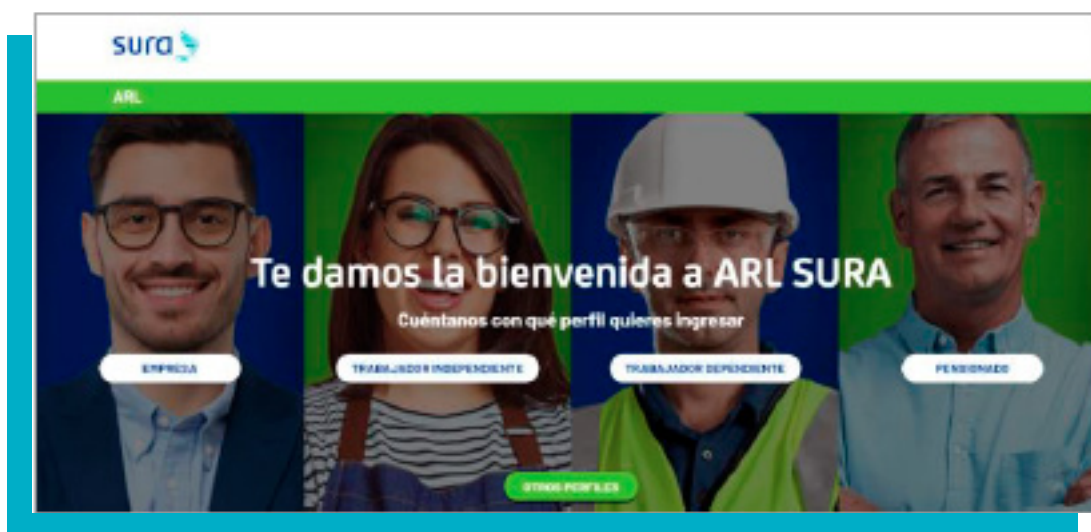 sura
ARL
Te damos la bienvenida a ARL SURA
Cuéntanos con qué perfil quieres ingresar
EMPRESA
TRABAJADOR INDEPENDIENTE
TRABAJADOR DEPENDIENTE
PENSIONADO
OTROS PERFILES